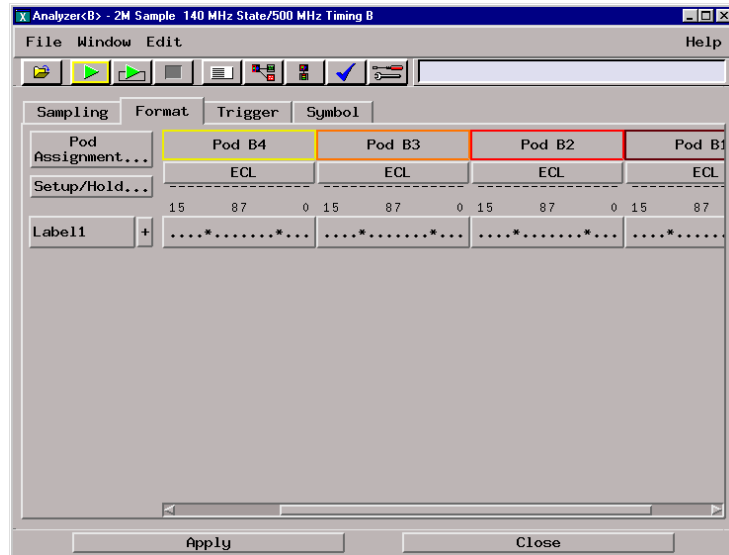 Analyzer<B> - 2M Sample 140 MHz State/500 MHz Timing B
File Window Edit Help
Sampling Format Trigger Symbol
Pod Assignment... Pod B4 Pod B3 Pod B2 Pod B1
ECL ECL ECL ECL
Setup/Hold...
15 87 0 15 87 0 15 87 0 15 87
Label1 + ....*.......*... ....*.......*... ....*.......*... ....*......
Apply Close